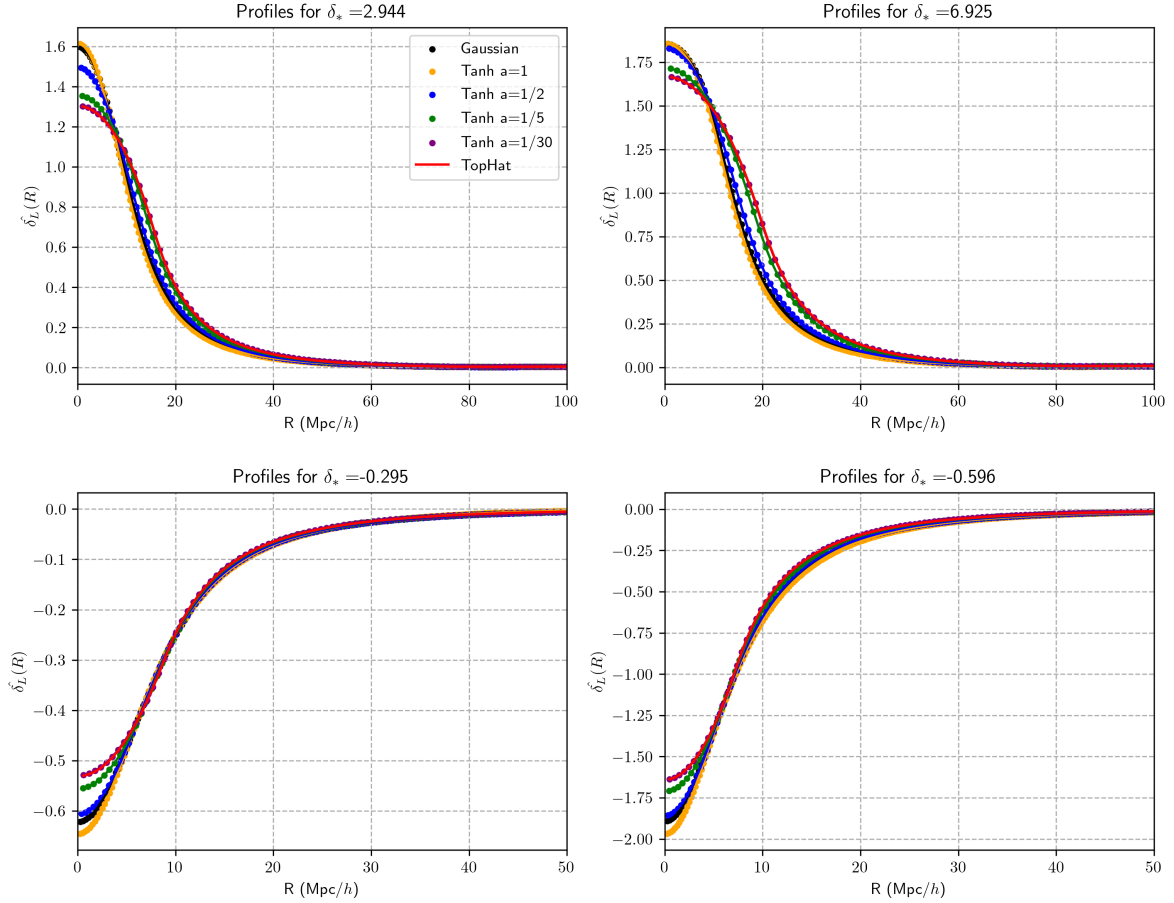 Profiles for δ* =2.944
1.6
1.4
1.2
1.0
0.8
0.6
0.4
0.2
0.0
δ̂_L(R)
Gaussian
Tanh a=1
Tanh a=1/2
Tanh a=1/5
Tanh a=1/30
TopHat
0 20 40 60 80 100
R (Mpc/h)
Profiles for δ* =6.925
1.75
1.50
1.25
1.00
0.75
0.50
0.25
0.00
δ̂_L(R)
0 20 40 60 80 100
R (Mpc/h)
Profiles for δ* =-0.295
0.0
−0.1
−0.2
−0.3
−0.4
−0.5
−0.6
δ̂_L(R)
0 10 20 30 40 50
R (Mpc/h)
Profiles for δ* =-0.596
0.00
−0.25
−0.50
−0.75
−1.00
−1.25
−1.50
−1.75
−2.00
δ̂_L(R)
0 10 20 30 40 50
R (Mpc/h)